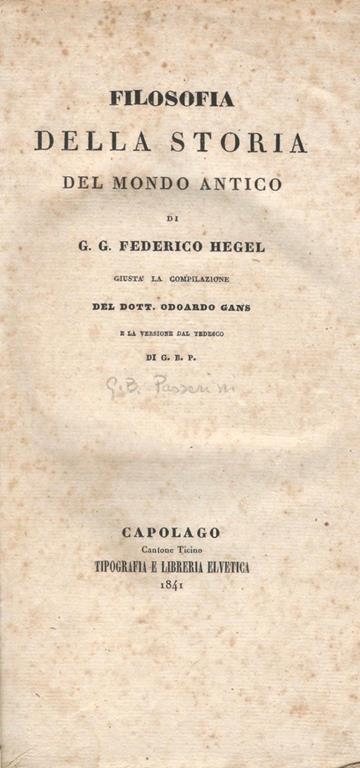 FILOSOFIA
DELLA STORIA
DEL MONDO ANTICO
DI
G. G. FEDERICO HEGEL
GIUSTA' LA COMPILAZIONE
DEL DOTT. ODOARDO GANS
E LA VERSIONE DAL TEDESCO
DI G. B. P.
G.B. Passerini
CAPOLAGO
Cantone Ticino
TIPOGRAFIA E LIBRERIA ELVETICA
1841